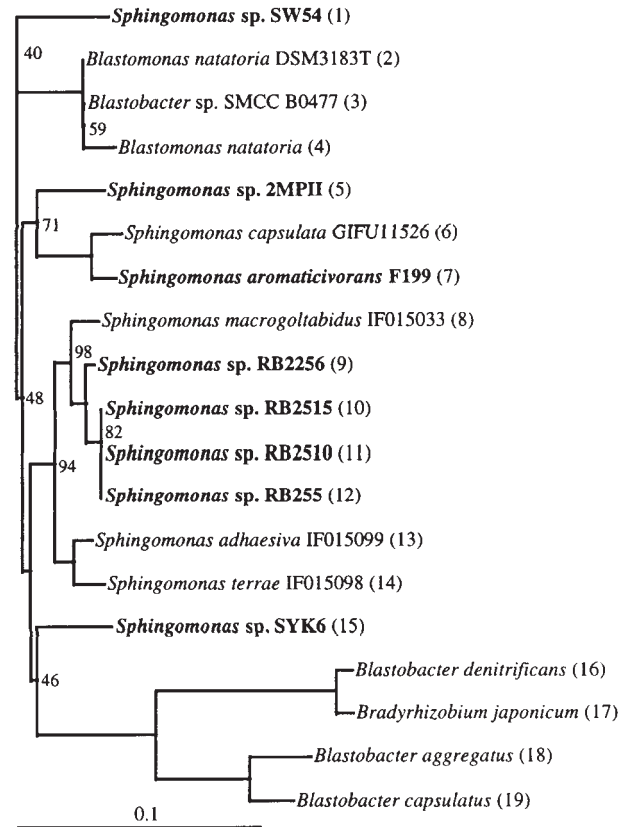 Sphingomonas sp. SW54 (1)
40
Blastomonas natatoria DSM3183T (2)
Blastobacter sp. SMCC B0477 (3)
59
Blastomonas natatoria (4)
Sphingomonas sp. 2MPII (5)
71
Sphingomonas capsulata GIFU11526 (6)
Sphingomonas aromaticivorans F199 (7)
Sphingomonas macrogoltabidus IF015033 (8)
98
Sphingomonas sp. RB2256 (9)
48
Sphingomonas sp. RB2515 (10)
82
Sphingomonas sp. RB2510 (11)
94
Sphingomonas sp. RB255 (12)
Sphingomonas adhaesiva IF015099 (13)
Sphingomonas terrae IF015098 (14)
Sphingomonas sp. SYK6 (15)
46
Blastobacter denitrificans (16)
Bradyrhizobium japonicum (17)
Blastobacter aggregatus (18)
Blastobacter capsulatus (19)
0.1